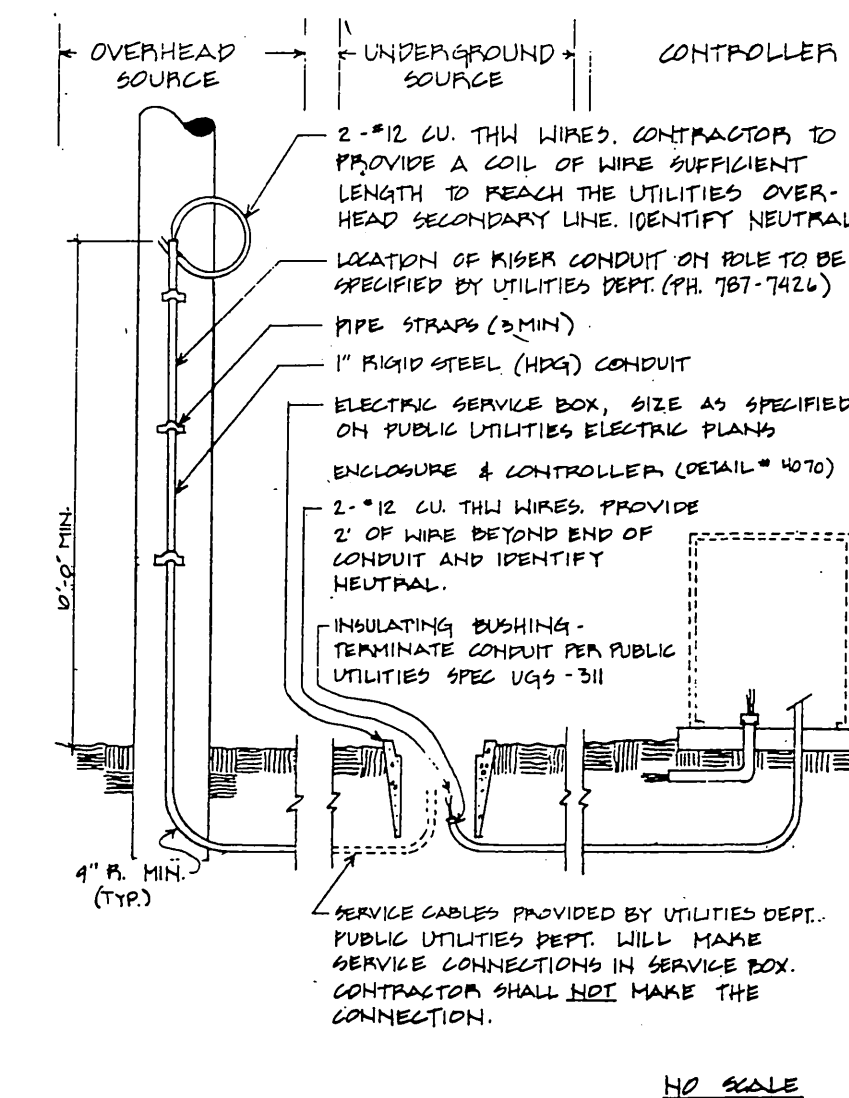 OVERHEAD SOURCE
UNDERGROUND SOURCE
CONTROLLER
2-#12 CU. THW WIRES. CONTRACTOR TO
PROVIDE A COIL OF WIRE SUFFICIENT
LENGTH TO REACH THE UTILITIES OVER-
HEAD SECONDARY LINE. IDENTIFY NEUTRAL
LOCATION OF RISER CONDUIT ON POLE TO BE
SPECIFIED BY UTILITIES DEPT. (PH. 787-7426)
PIPE STRAPS (3 MIN)
1" RIGID STEEL (HDG) CONDUIT
ELECTRIC SERVICE BOX, SIZE AS SPECIFIED
ON PUBLIC UTILITIES ELECTRIC PLANS
ENCLOSURE & CONTROLLER (DETAIL # 4070)
2-#12 CU. THW WIRES. PROVIDE
2' OF WIRE BEYOND END OF
CONDUIT AND IDENTIFY
NEUTRAL.
10'-0" MIN.
INSULATING BUSHING -
TERMINATE CONDUIT PER PUBLIC
UTILITIES SPEC UGS-311
4" R. MIN.
(TYP.)
SERVICE CABLES PROVIDED BY UTILITIES DEPT.
PUBLIC UTILITIES DEPT. WILL MAKE
SERVICE CONNECTIONS IN SERVICE BOX.
CONTRACTOR SHALL NOT MAKE THE
CONNECTION.
NO SCALE